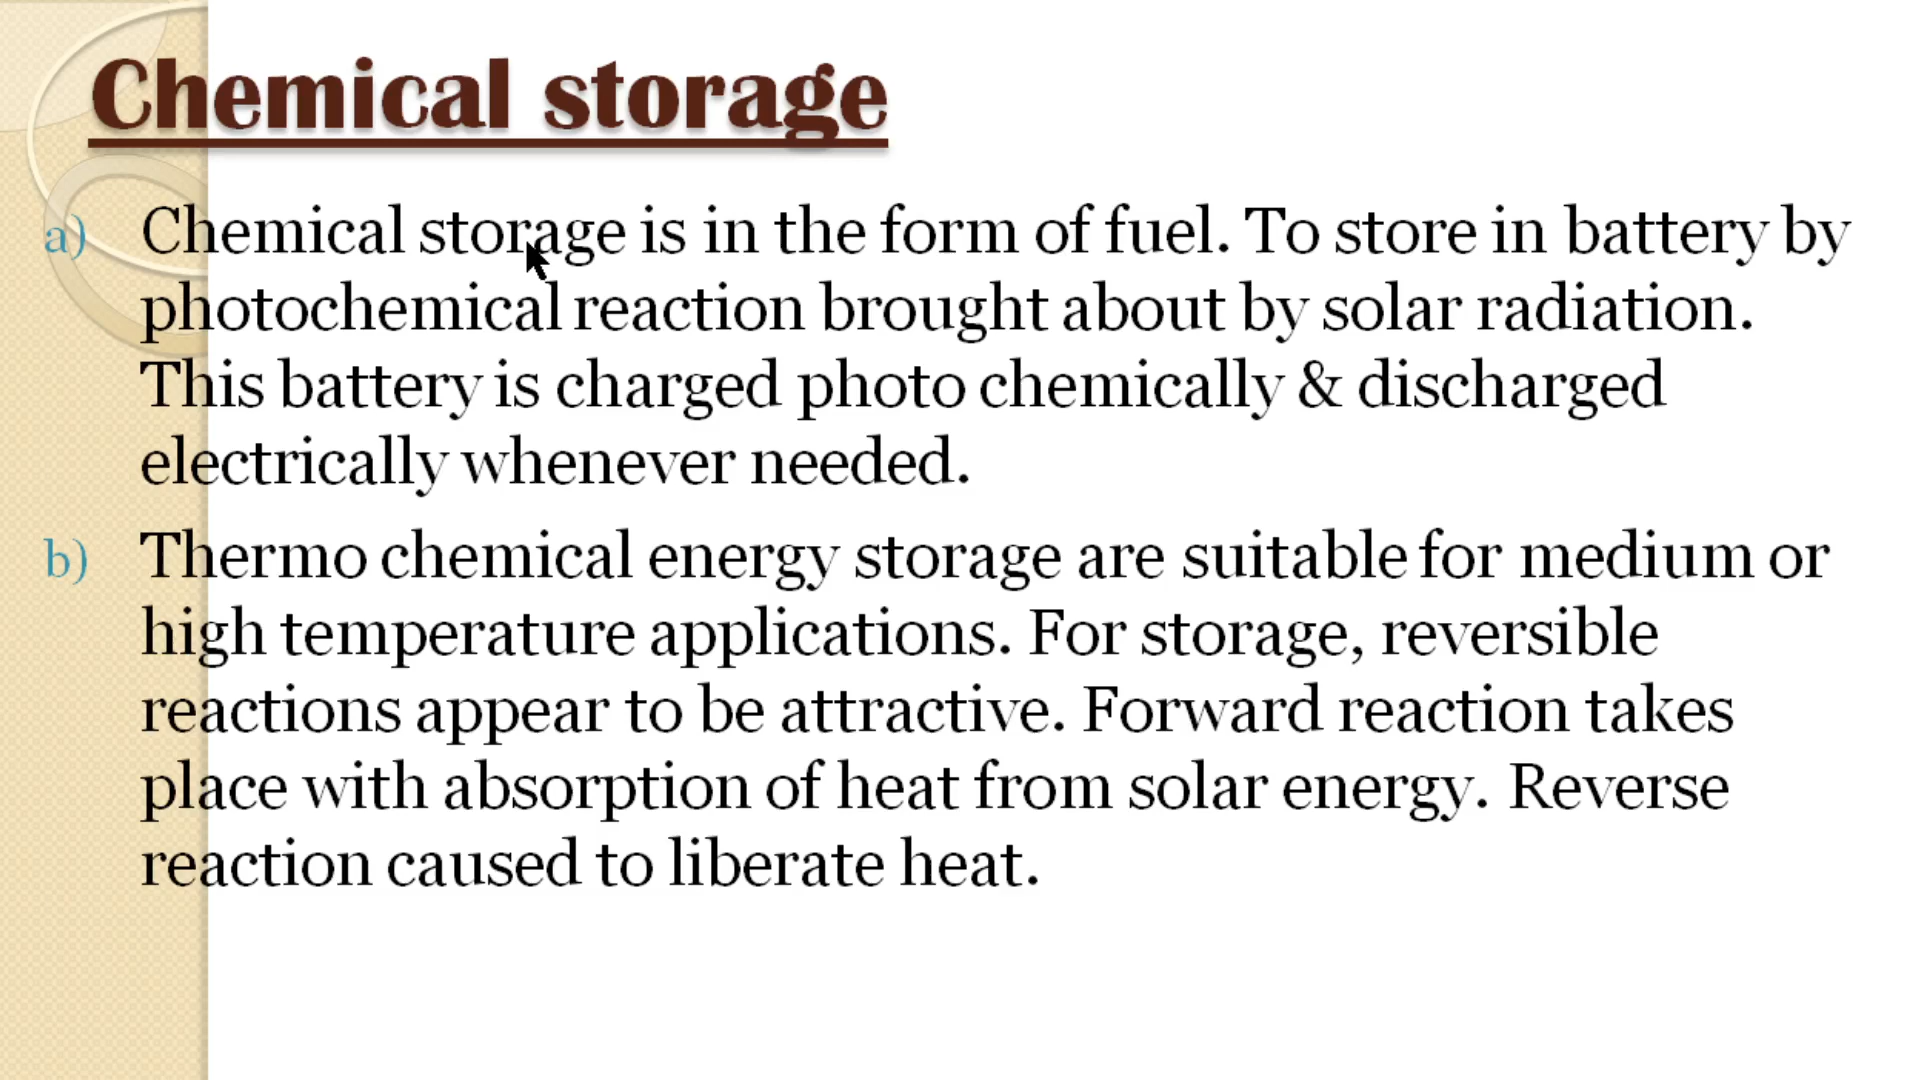 Chemical storage
a) Chemical storage is in the form of fuel. To store in battery by
photochemical reaction brought about by solar radiation.
This battery is charged photo chemically & discharged
electrically whenever needed.
b) Thermo chemical energy storage are suitable for medium or
high temperature applications. For storage, reversible
reactions appear to be attractive. Forward reaction takes
place with absorption of heat from solar energy. Reverse
reaction caused to liberate heat.